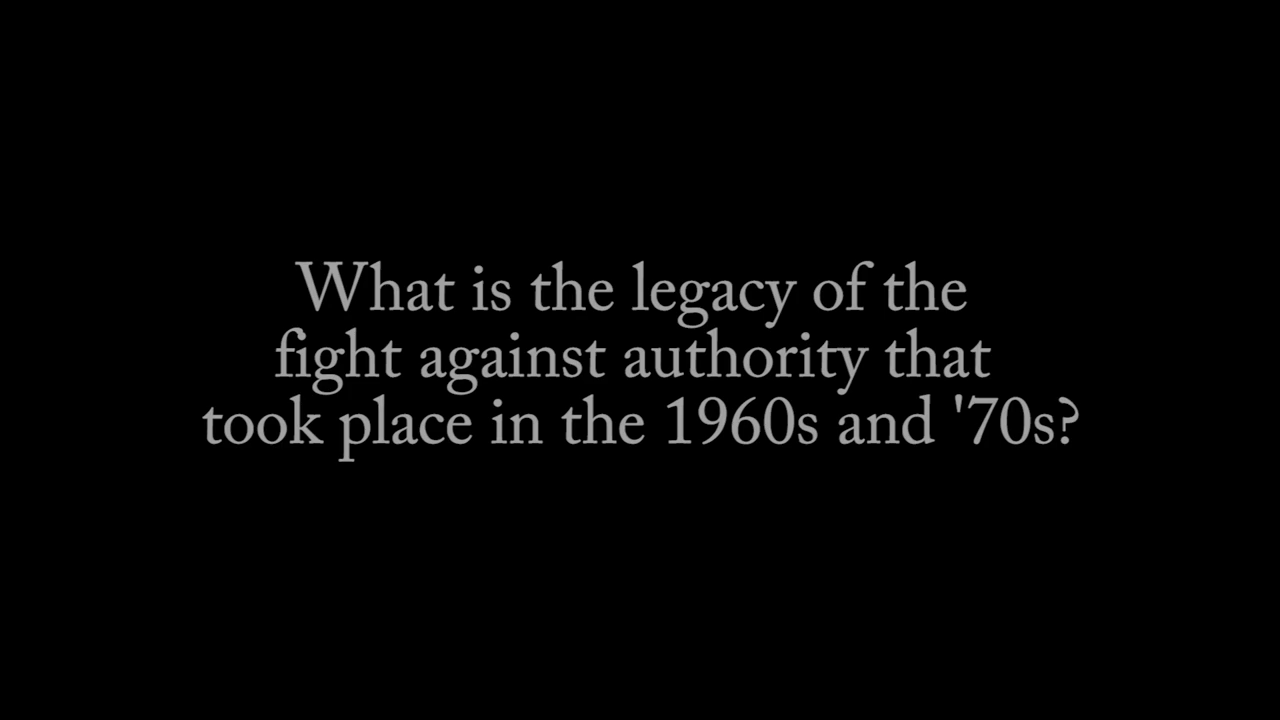 What is the legacy of the
fight against authority that
took place in the 1960s and '70s?